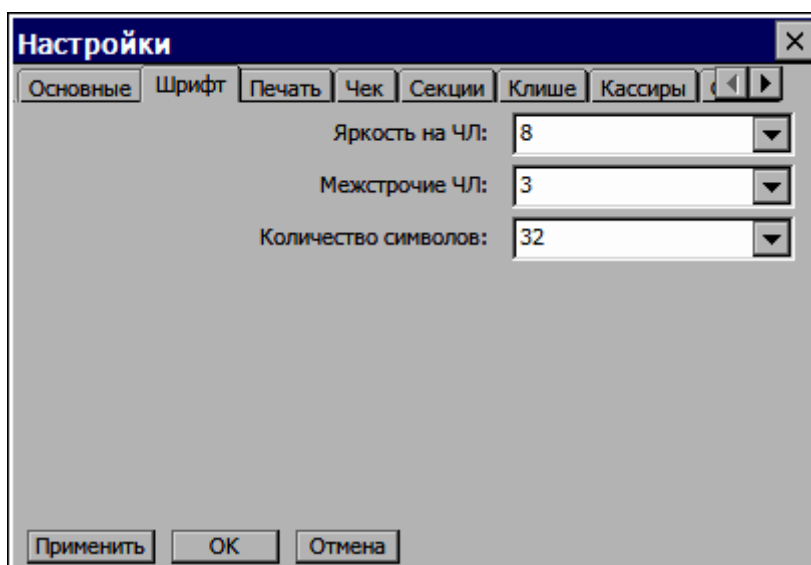 Настройки
Основные Шрифт Печать Чек Секции Клише Кассиры
Яркость на ЧЛ: 8
Межстрочие ЧЛ: 3
Количество символов: 32
Применить OK Отмена